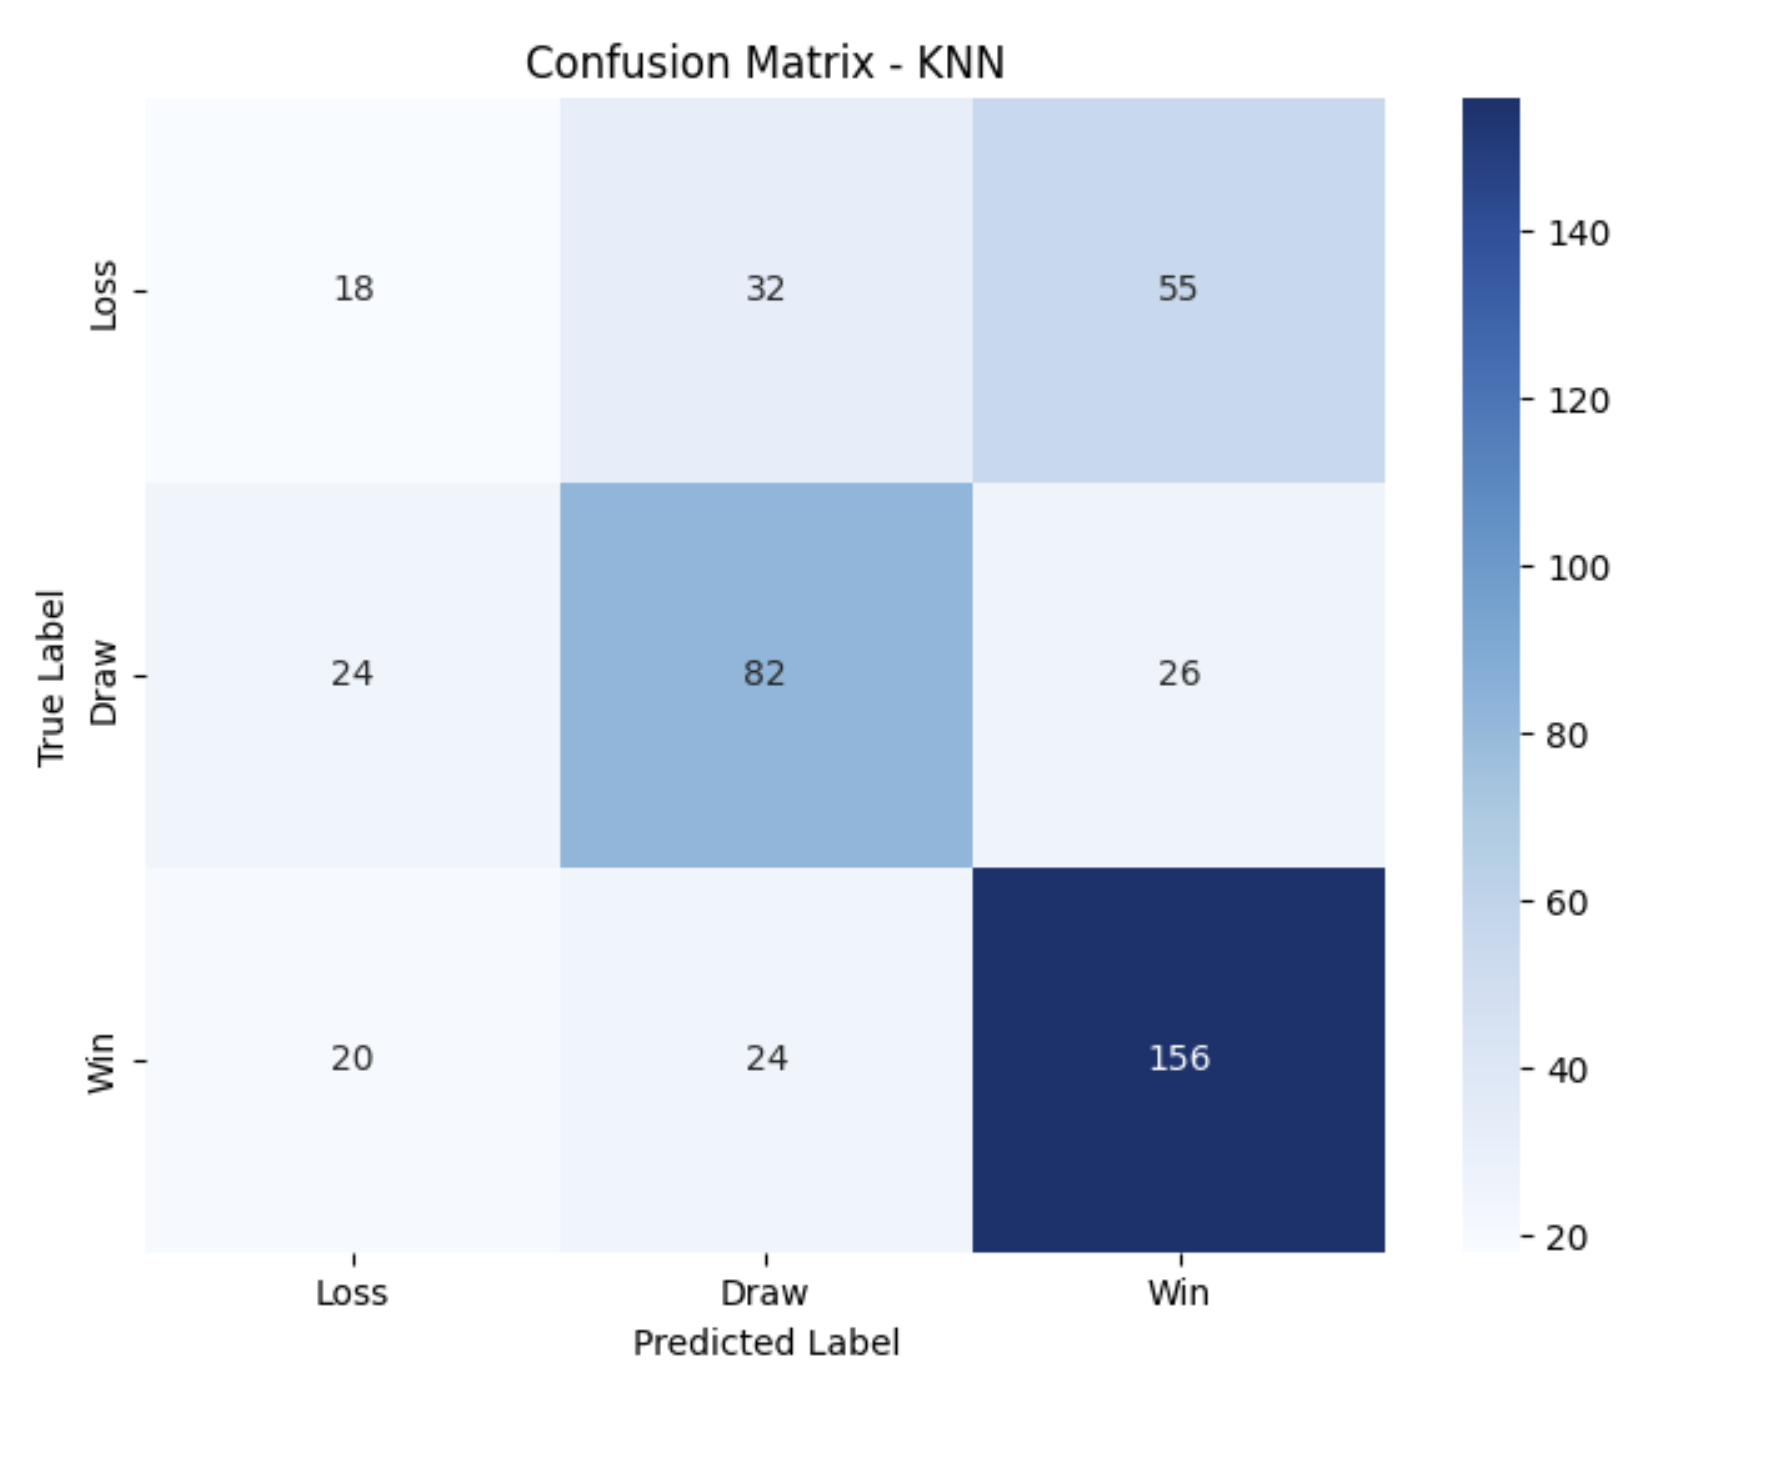 Confusion Matrix - KNN
Loss
18 32 55
Draw
24 82 26
Win
20 24 156
True Label
Loss Draw Win
Predicted Label
140
120
100
80
60
40
20